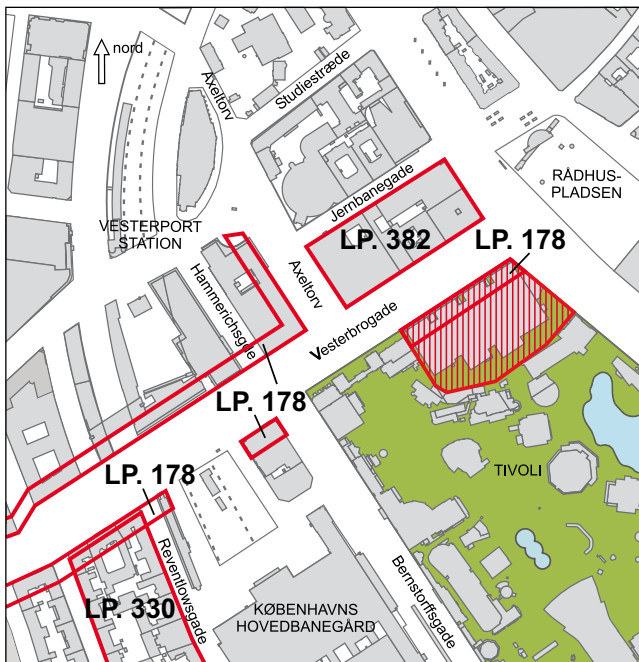 nord
Axeltorv
Studiestræde
RÅDHUS-
PLADSEN
Jernbanegade
VESTERPORT
STATION
LP. 382
LP. 178
Hammerichsgde
Axeltorv
Vesterbrogade
LP. 178
LP. 178
TIVOLI
Reventlowsgade
Bernstorffsgade
LP. 330
KØBENHAVNS
HOVEDBANEGÅRD